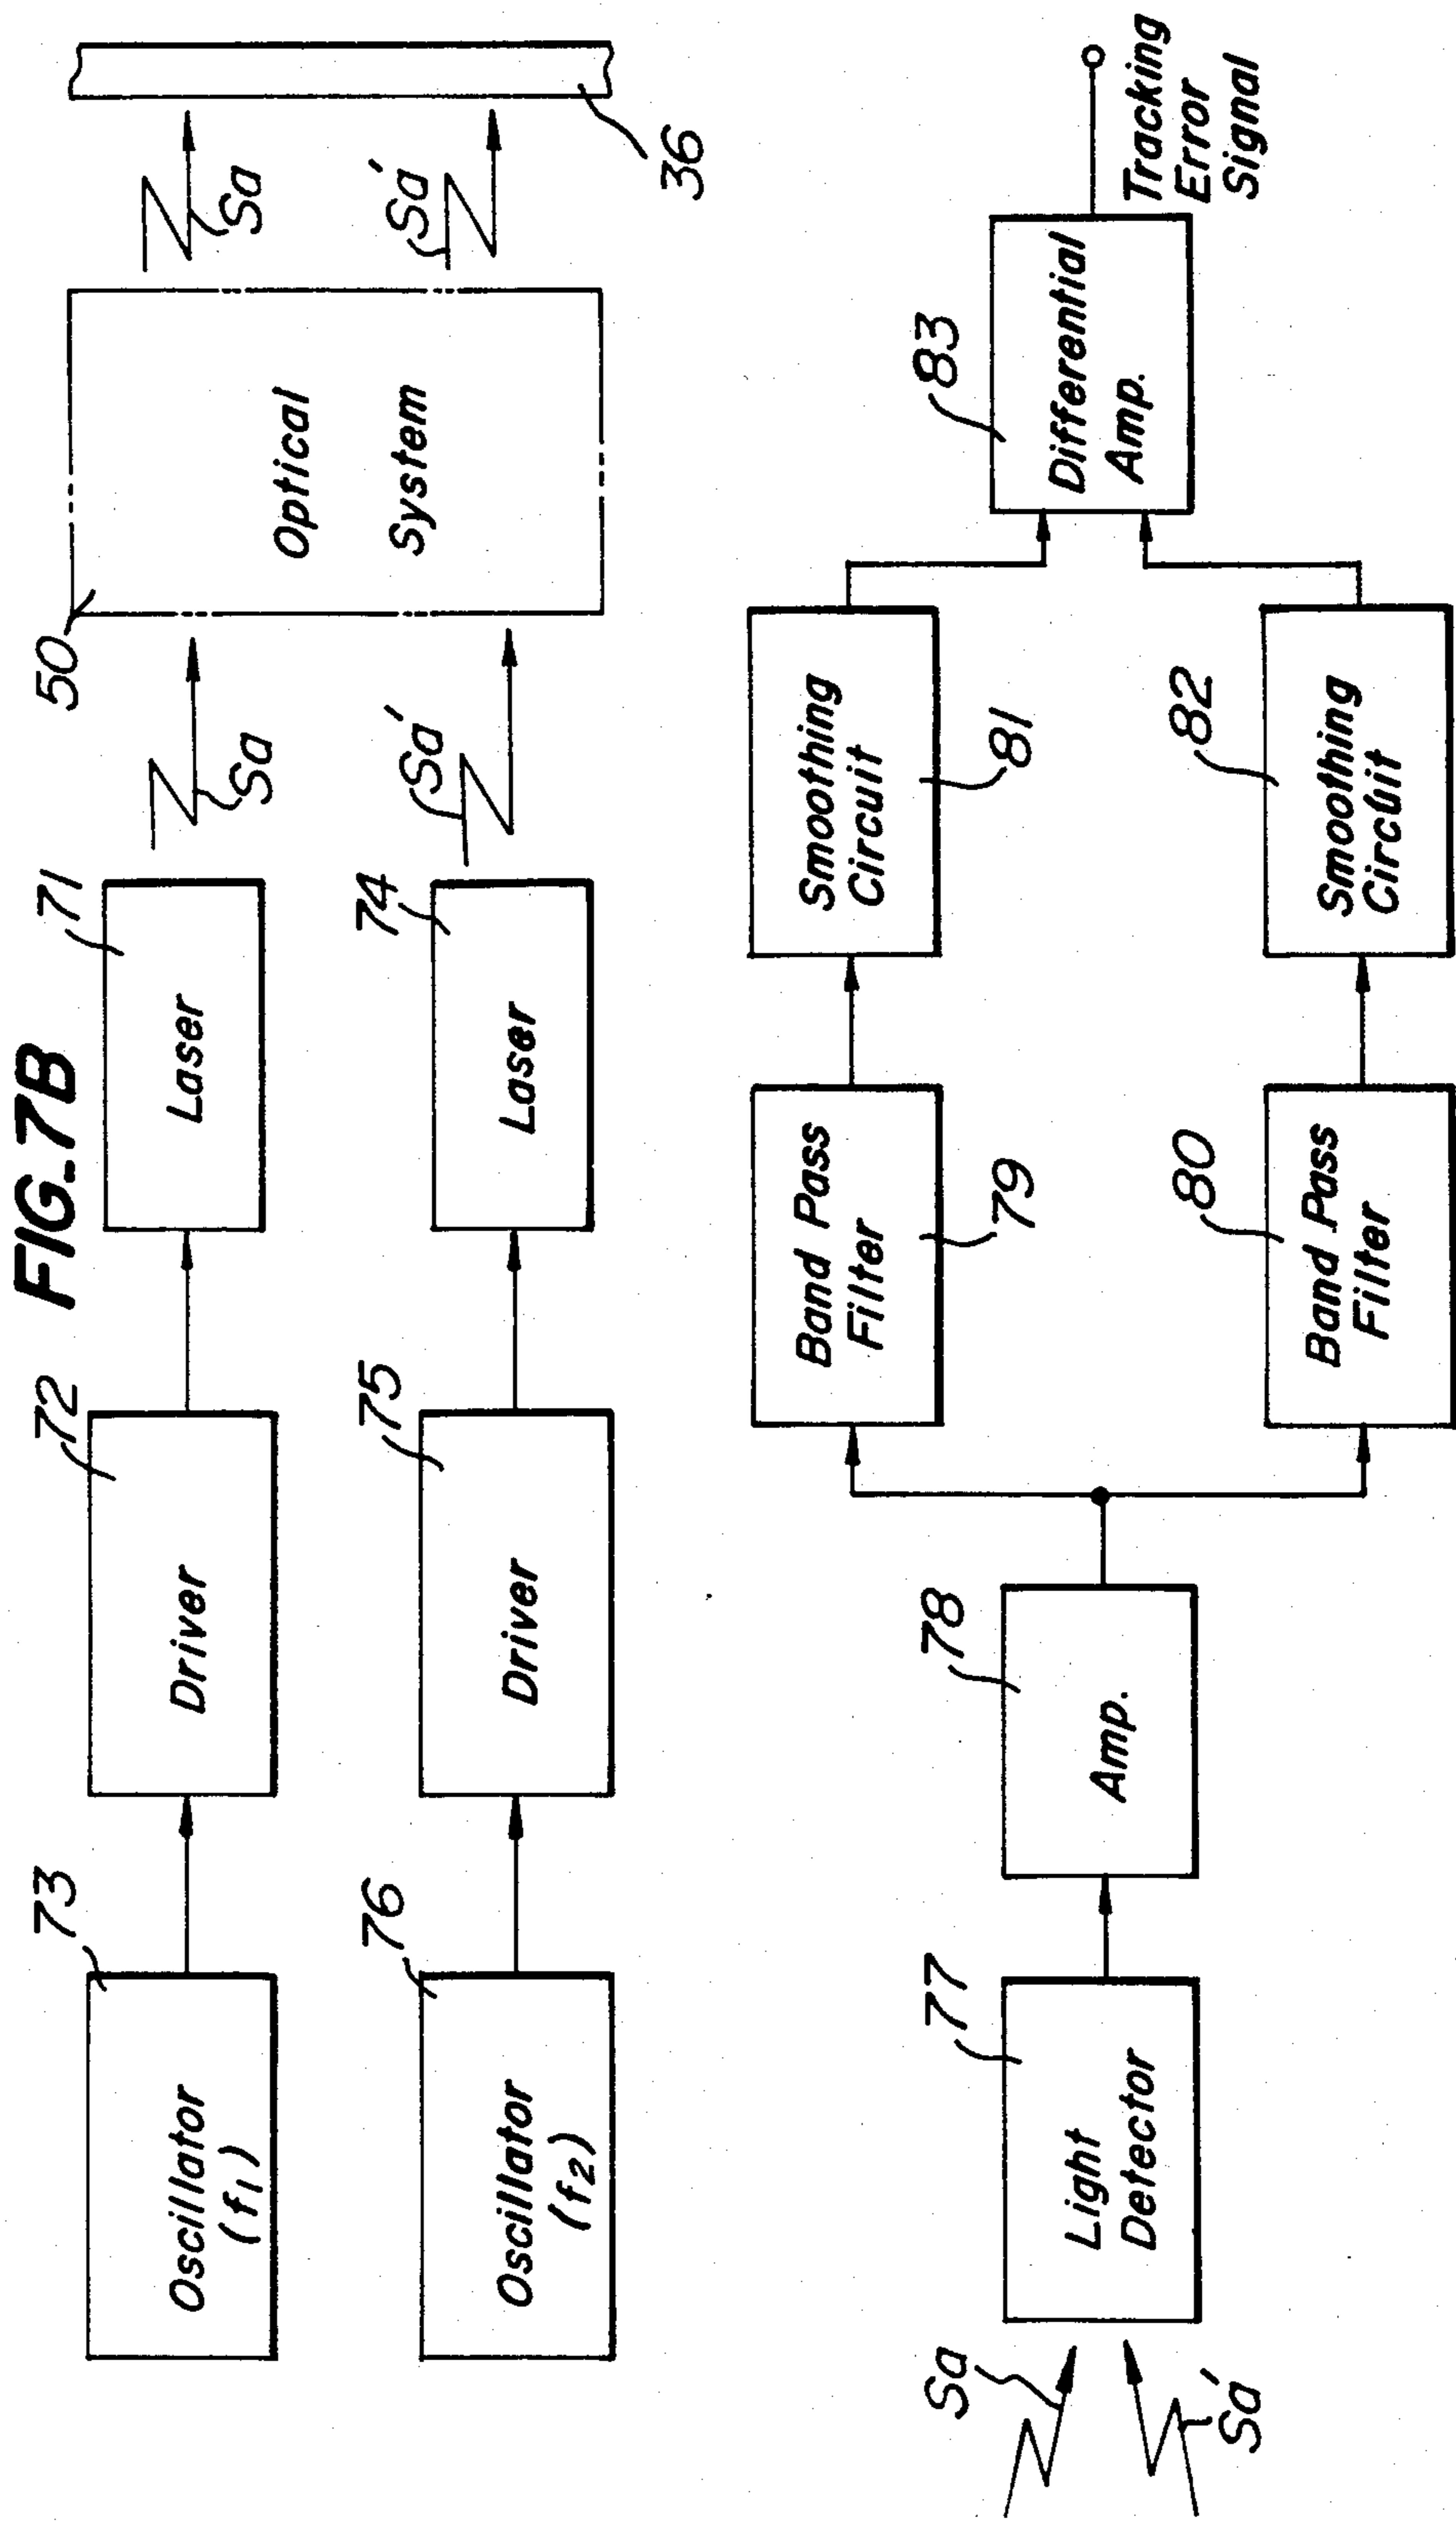 FIG. 7B
73
72
71
50
Oscillator
(f1)
Driver
Laser
Sa
Optical
System
Sa
76
75
74
Oscillator
(f2)
Driver
Laser
Sa'
Sa'
36
Sa
Sa'
77
Light
Detector
78
Amp.
Band Pass
Filter
79
Smoothing
Circuit
81
80
Band Pass
Filter
82
Smoothing
Circuit
83
Differential
Amp.
Tracking
Error
Signal